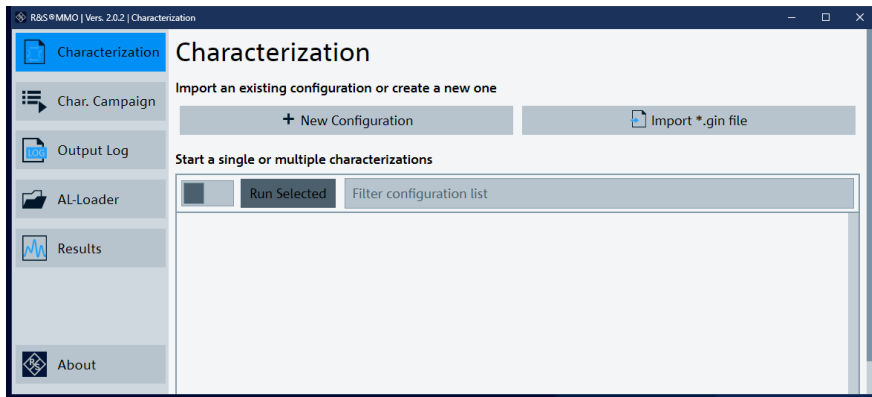 R&S®MMO | Vers. 2.0.2 | Characterization
Characterization
Char. Campaign
LOG
Output Log
AL-Loader
Results
R&S
About
Characterization
Import an existing configuration or create a new one
+ New Configuration
Import *.gin file
Start a single or multiple characterizations
Run Selected
Filter configuration list